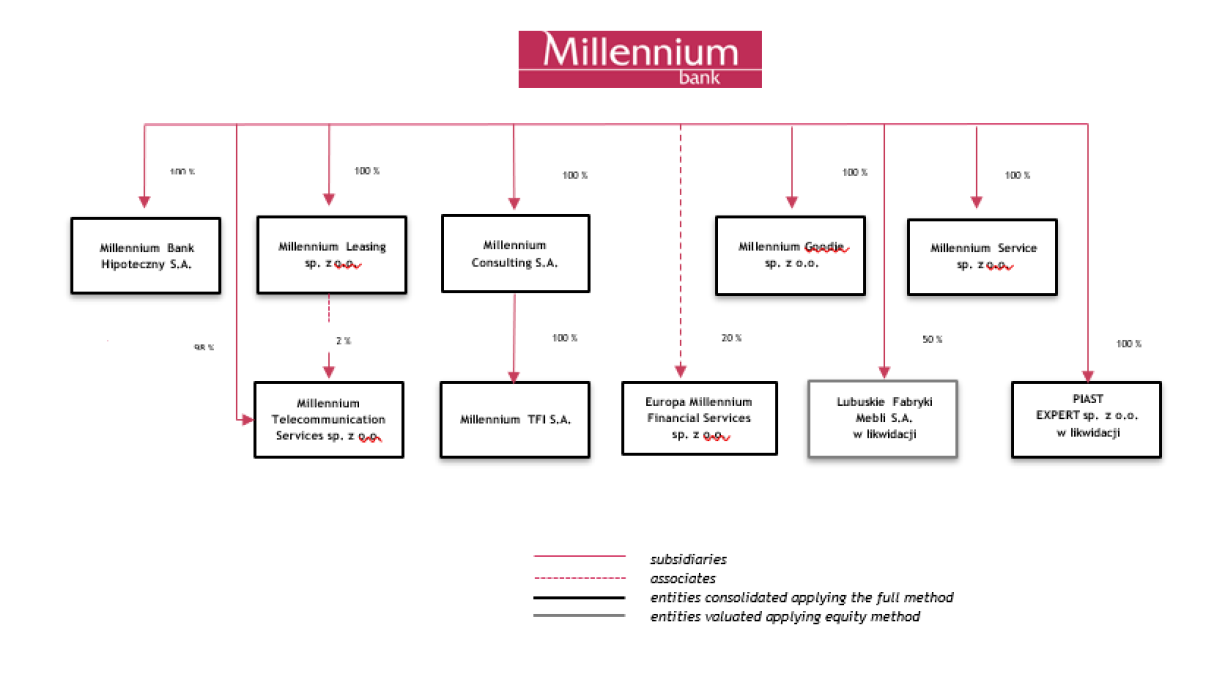 Millennium
bank
100 %
100 %
100 %
100 %
100 %
Millennium Bank
Hipoteczny S.A.
Millennium Leasing
sp. z o.o.
Millennium
Consulting S.A.
Millennium Goodie
sp. z o.o.
Millennium Service
sp. z o.o.
98 %
2 %
100 %
20 %
50 %
100 %
Millennium
Telecommunication
Services sp. z o.o.
Millennium TFI S.A.
Europa Millennium
Financial Services
sp. z o.o.
Lubuskie Fabryki
Mebli S.A.
w likwidacji
PIAST
EXPERT sp. z o.o.
w likwidacji
subsidiaries
associates
entities consolidated applying the full method
entities valuated applying equity method